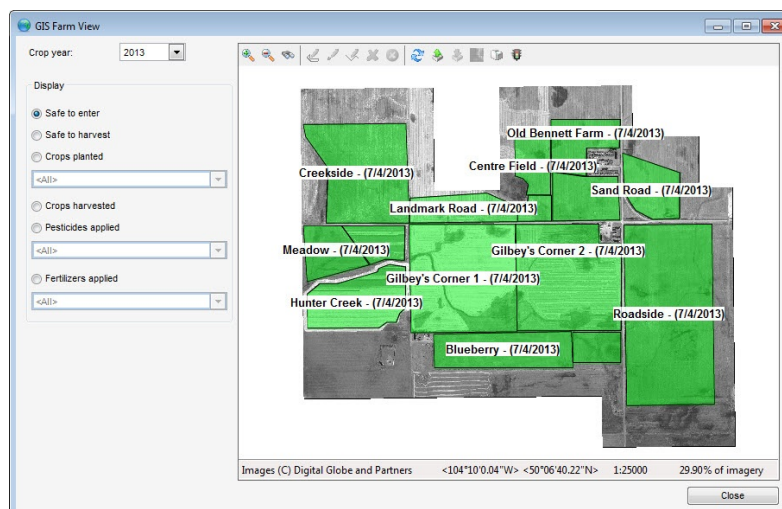 GIS Farm View
Crop year:
2013
Display
Safe to enter
Safe to harvest
Crops planted
<All>
Crops harvested
Pesticides applied
<All>
Fertilizers applied
<All>
Old Bennett Farm - (7/4/2013)
Centre Field - (7/4/2013)
Creekside - (7/4/2013)
Sand Road - (7/4/2013)
Landmark Road - (7/4/2013)
Meadow - (7/4/2013)
Gilbey's Corner 2 - (7/4/2013)
Gilbey's Corner 1 - (7/4/2013)
Hunter Creek - (7/4/2013)
Roadside - (7/4/2013)
Blueberry - (7/4/2013)
Images (C) Digital Globe and Partners <104°10'0.04"W> <50°06'40.22"N> 1:25000 29.90% of imagery
Close